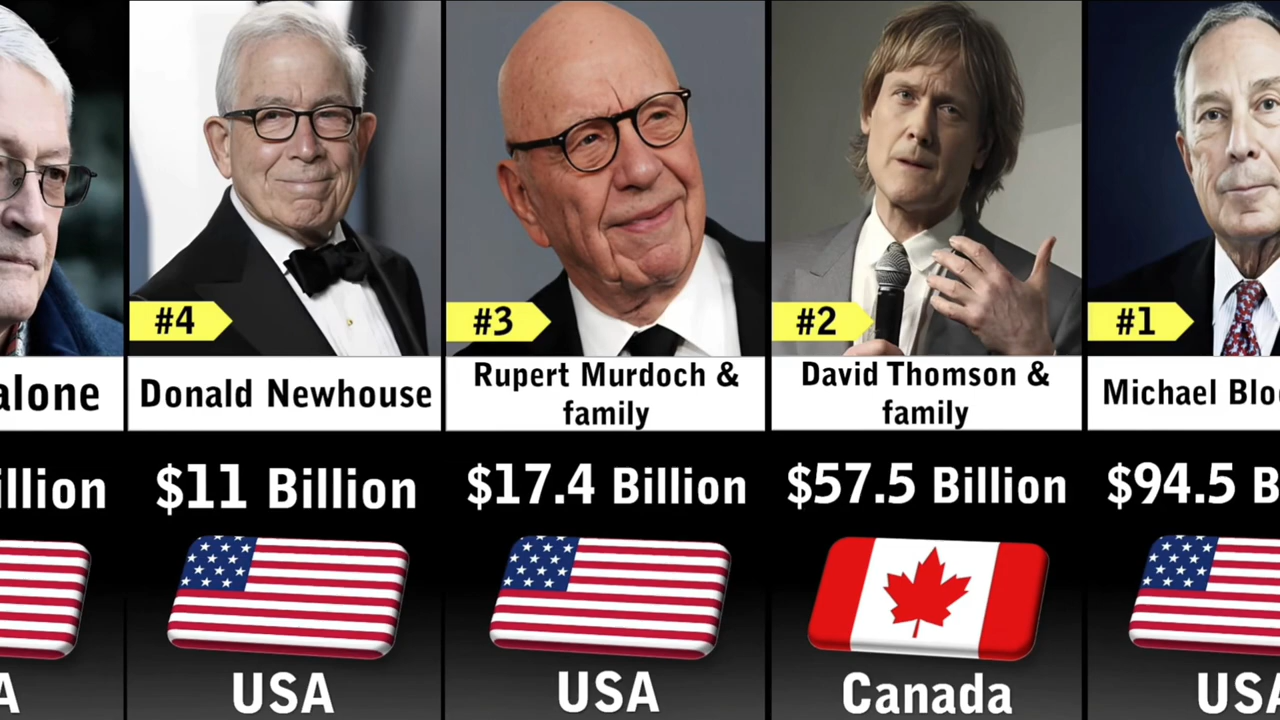 alone
illion
A
#4
Donald Newhouse
$11 Billion
USA
#3
Rupert Murdoch &
family
$17.4 Billion
USA
#2
David Thomson &
family
$57.5 Billion
Canada
#1
Michael Bloo
$94.5 B
USA